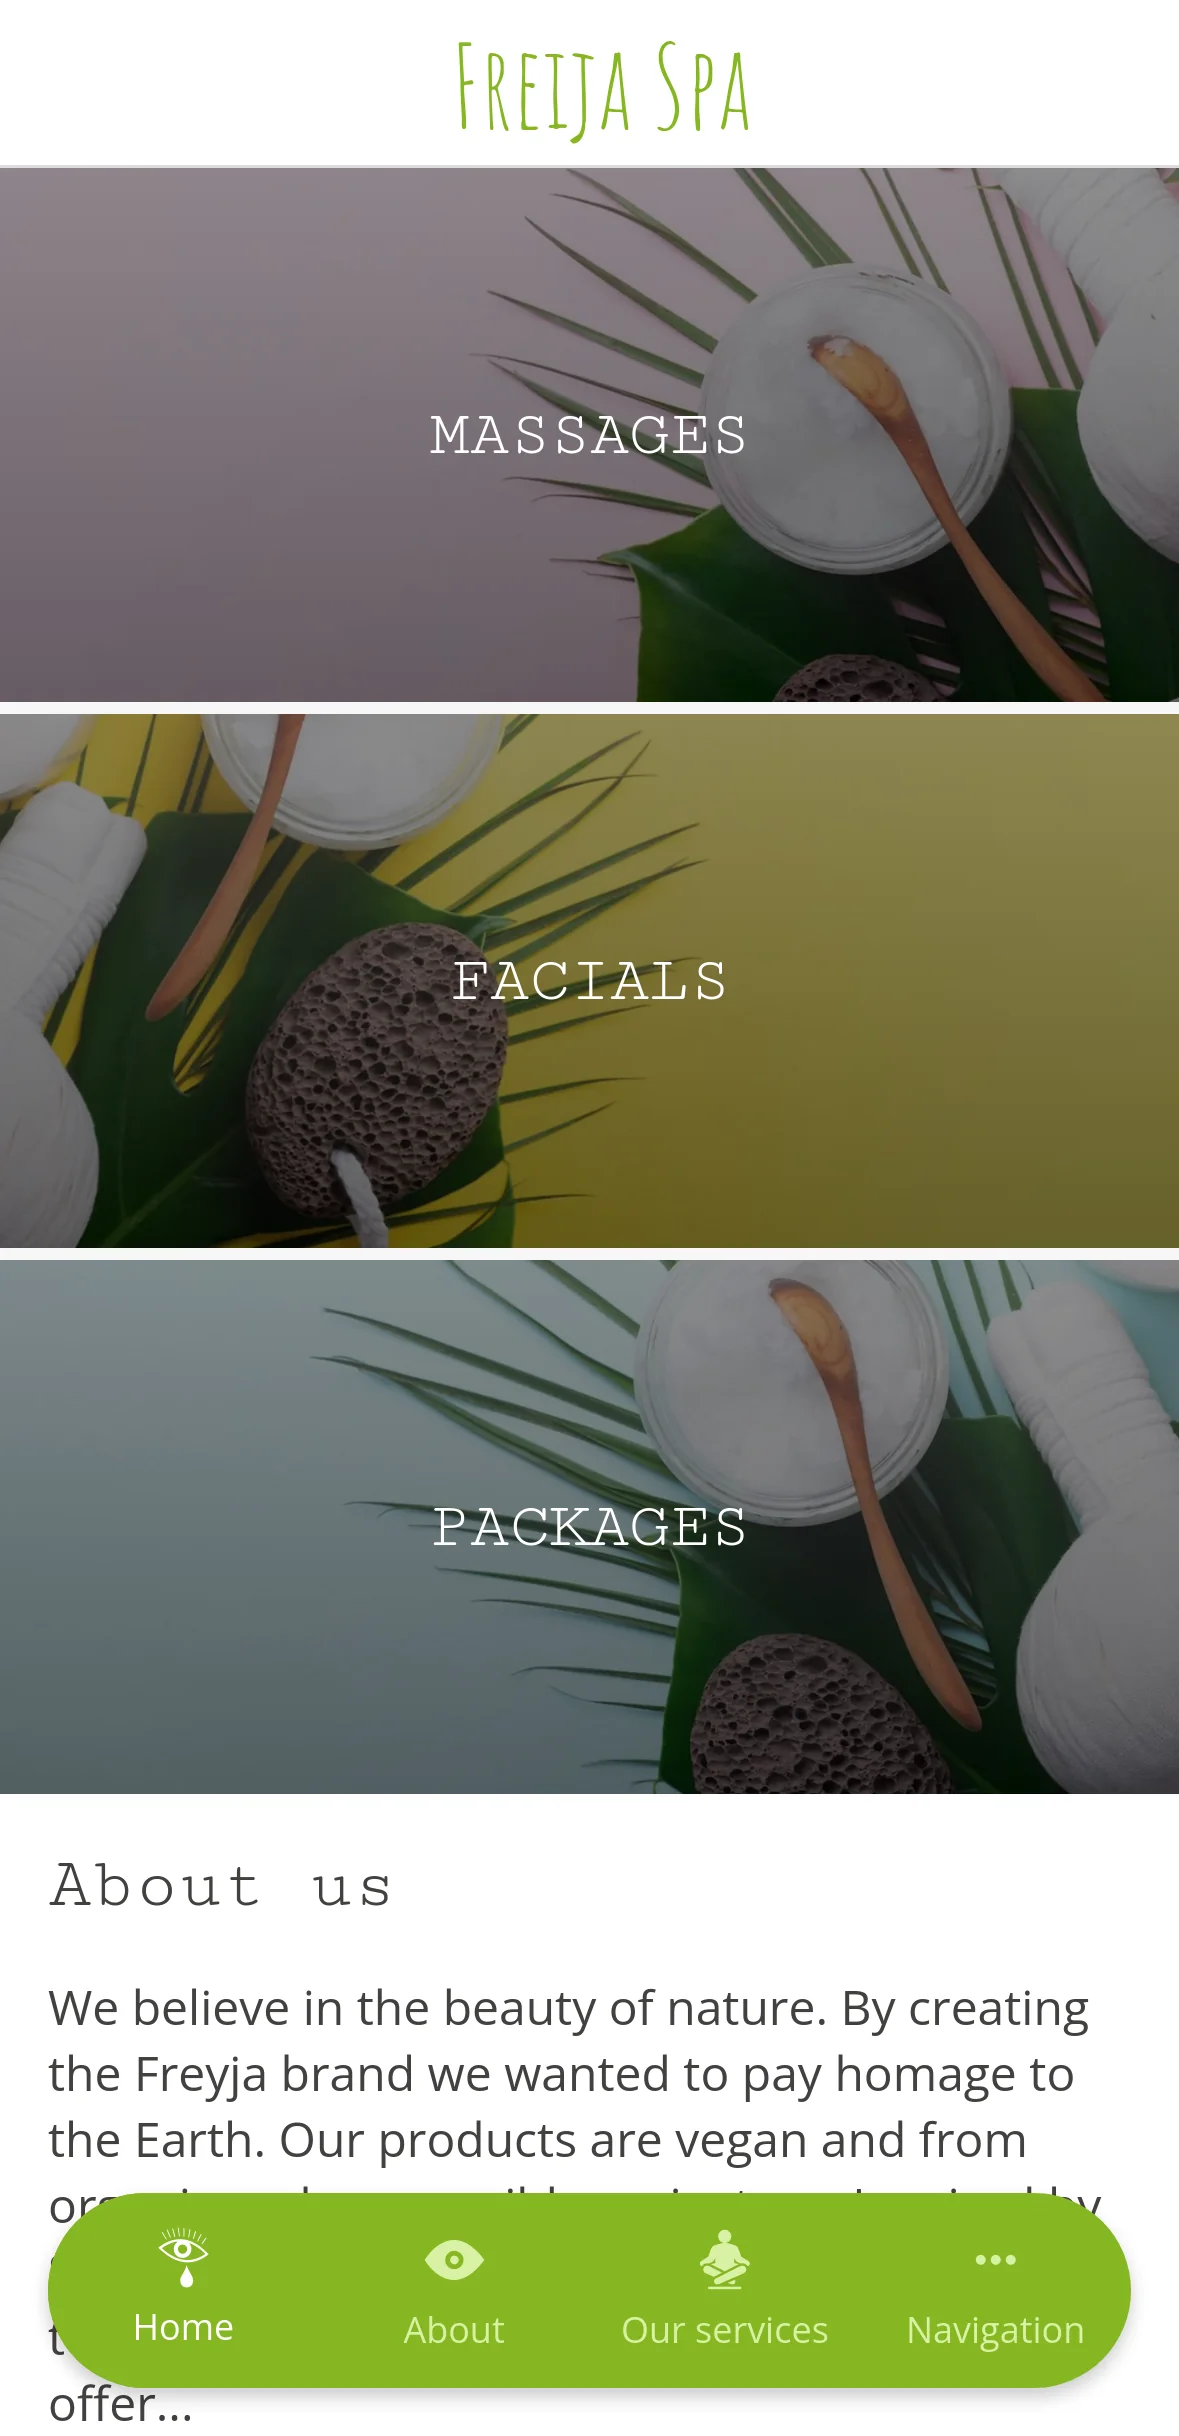 Freija Spa
MASSAGES
FACIALS
PACKAGES
About us
We believe in the beauty of nature. By creating
the Freyja brand we wanted to pay homage to
the Earth. Our products are vegan and from
by
offer...
Home
About
Our services
Navigation